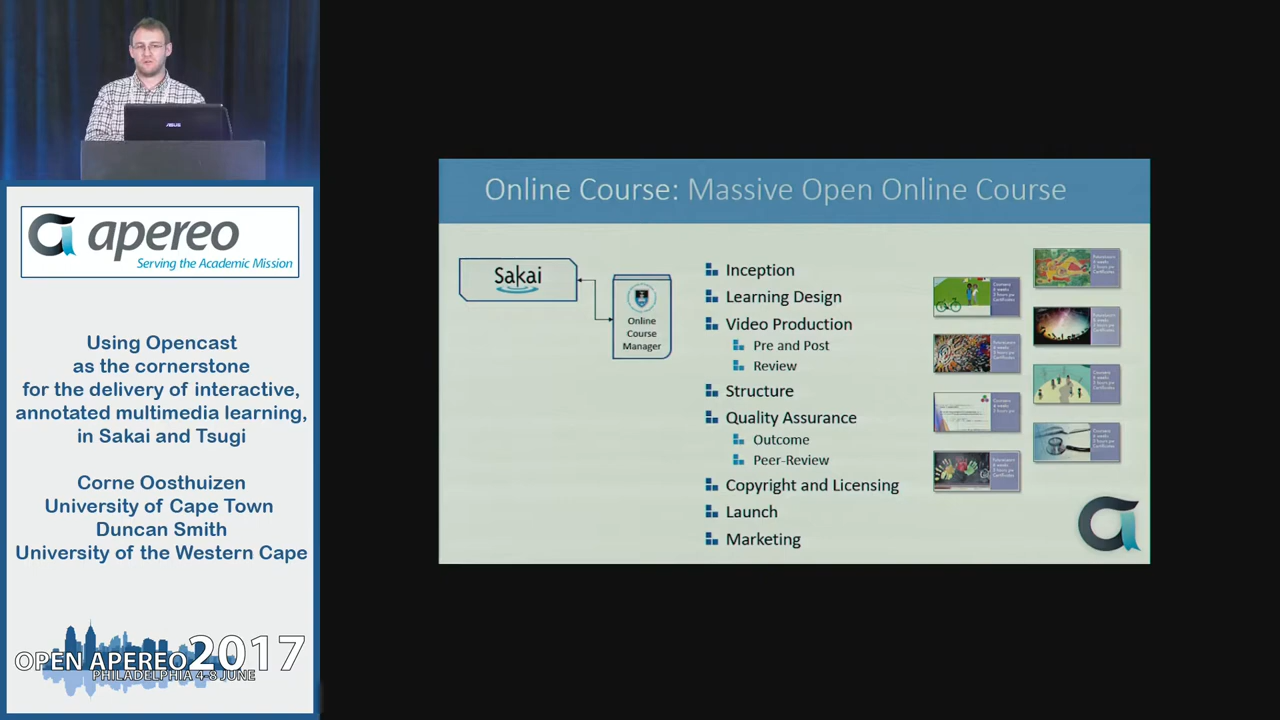 ASUS
apereo
Serving the Academic Mission
Using Opencast
as the cornerstone
for the delivery of interactive,
annotated multimedia learning,
in Sakai and Tsugi
Corne Oosthuizen
University of Cape Town
Duncan Smith
University of the Western Cape
OPEN APEREO 2017
PHILADELPHIA 4-8 JUNE
Online Course: Massive Open Online Course
Sakai
Online
Course
Manager
Inception
Learning Design
Video Production
Pre and Post
Review
Structure
Quality Assurance
Outcome
Peer-Review
Copyright and Licensing
Launch
Marketing